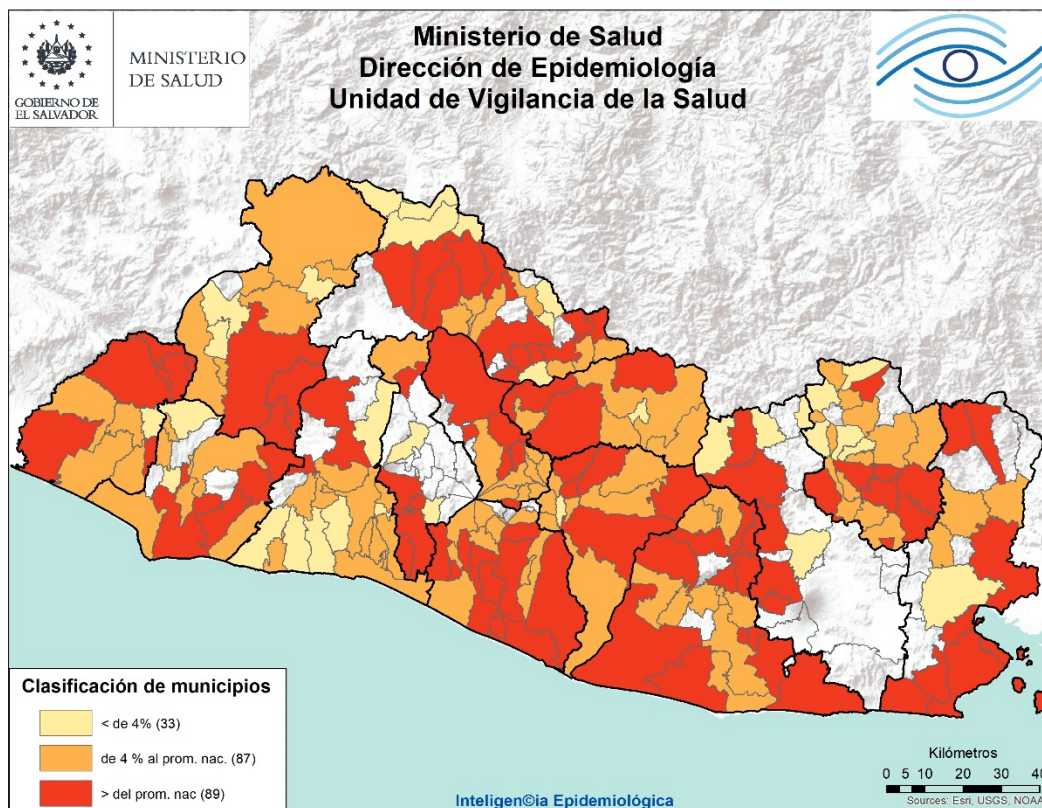 GOBIERNO DE
EL SALVADOR
MINISTERIO
DE SALUD
Ministerio de Salud
Dirección de Epidemiología
Unidad de Vigilancia de la Salud
Clasificación de municipios
< de 4% (33)
de 4 % al prom. nac. (87)
> del prom. nac (89)
Inteligen©ia Epidemiológica
Kilómetros
0 5 10 20 30 40
Sources: Esri, USGS, NOAA